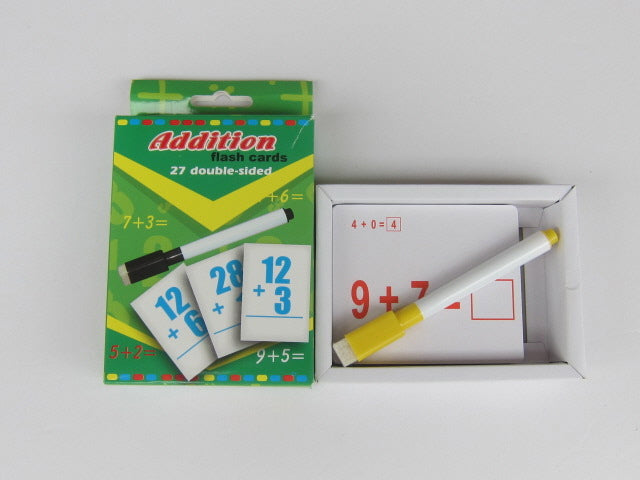 Addition
flash cards
27 double-sided
+6=
7+3=
12
+ 6
28
+
12
+ 3
5+2=
9+5=
4 + 0 = 4
9 + 7 =